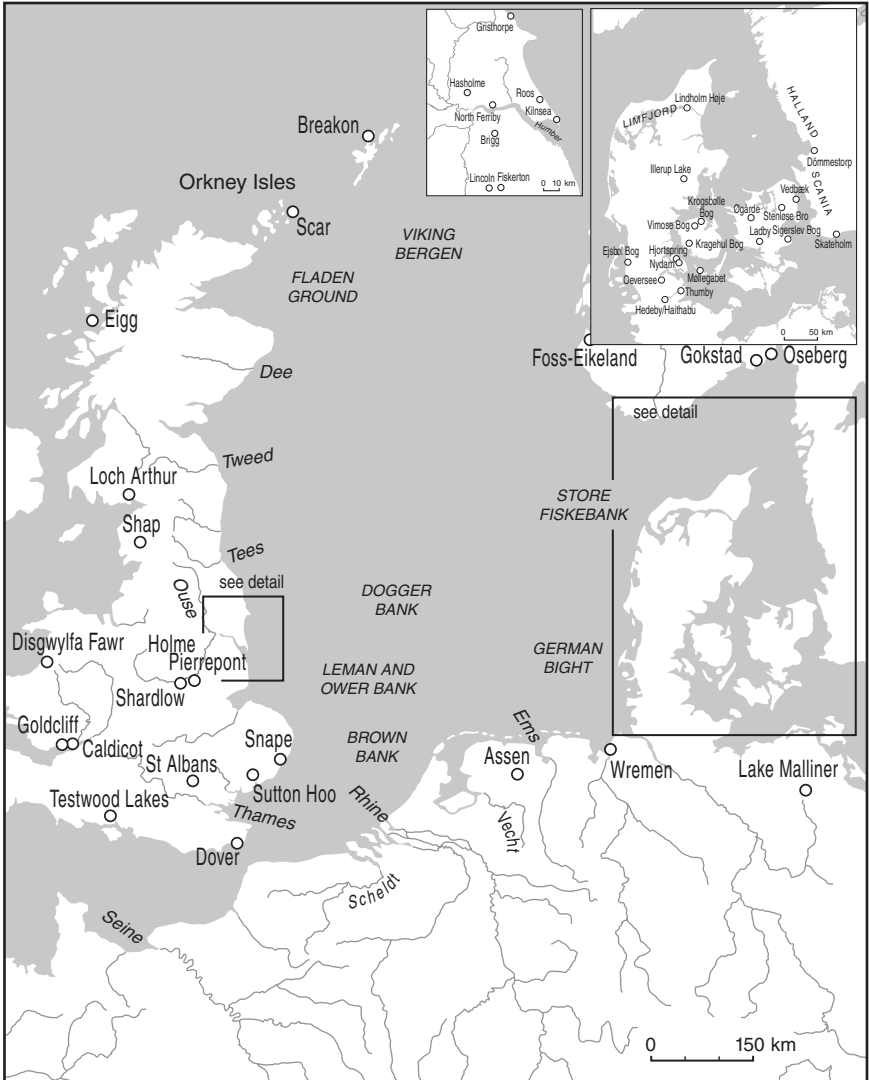 Gristhorpe
Hasholme
Roos
Kilnsea
North Ferriby
Humber
Brigg
Lincoln Fiskerton
0 10 km
Lindholm Høje
LIMFJORD
HALLAND
Dömmestorp
SCANIA
Illerup Lake
Vedbæk
Krogsbølle
Bog
Øgårde
Stenløse Bro
Vimose Bog
Ladby
Sigerslev Bog
Kragehul Bog
Skateholm
Ejsbøl Bog
Hjortspring
Nydam
Oeversee
Møllegabet
Thumby
Hedeby/Haithabu
0 50 km
Breakon
Orkney Isles
Scar
VIKING
BERGEN
FLADEN
GROUND
Eigg
Foss-Eikeland
Gokstad
Oseberg
Dee
see detail
Tweed
Loch Arthur
STORE
FISKEBANK
Shap
Tees
see detail
Ouse
DOGGER
BANK
Disgwylfa Fawr
Holme
Pierrepont
GERMAN
BIGHT
LEMAN AND
OWER BANK
Shardlow
Goldcliff
Caldicot
Snape
BROWN
BANK
Ems
St Albans
Assen
Wremen
Lake Malliner
Sutton Hoo
Testwood Lakes
Thames
Rhine
Vecht
Dover
Scheldt
Seine
0 150 km